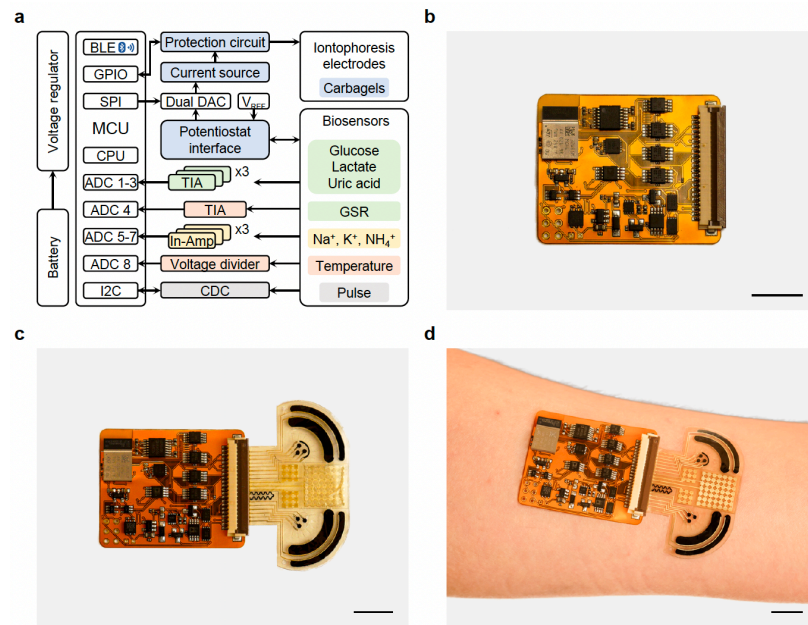 a
Voltage regulator
Battery
BLE
GPIO
SPI
MCU
CPU
ADC 1-3
ADC 4
ADC 5-7
ADC 8
I2C
Protection circuit
Current source
Dual DAC
V_REF
Potentiostat
interface
x3
TIA
TIA
x3
In-Amp
Voltage divider
CDC
Iontophoresis
electrodes
Carbagels
Biosensors
Glucose
Lactate
Uric acid
GSR
Na⁺, K⁺, NH₄⁺
Temperature
Pulse
b
c
d